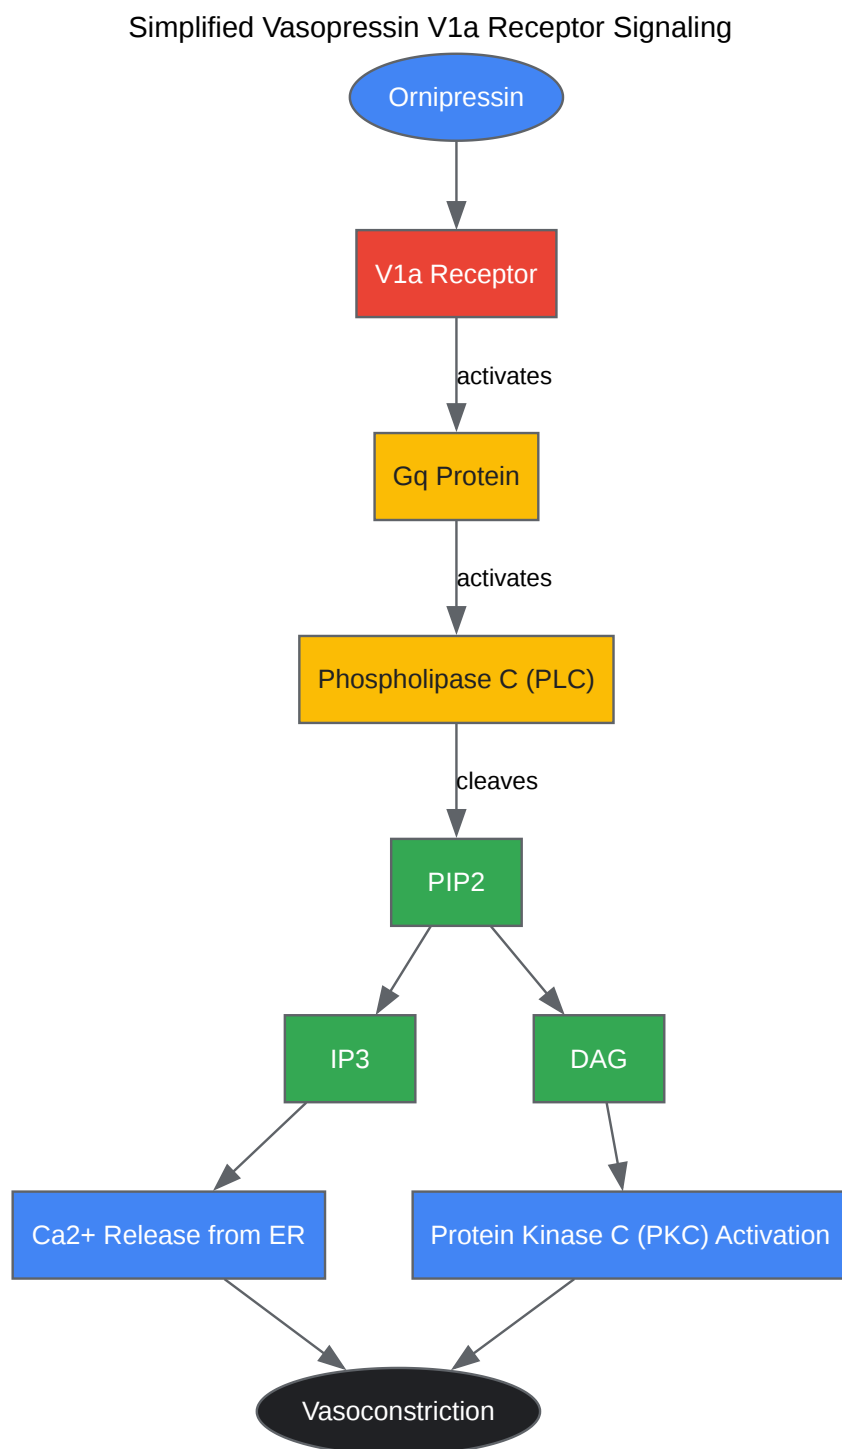 Simplified Vasopressin V1a Receptor Signaling
Ornipressin
V1a Receptor
activates
Gq Protein
activates
Phospholipase C (PLC)
cleaves
PIP2
IP3
DAG
Ca2+ Release from ER
Protein Kinase C (PKC) Activation
Vasoconstriction